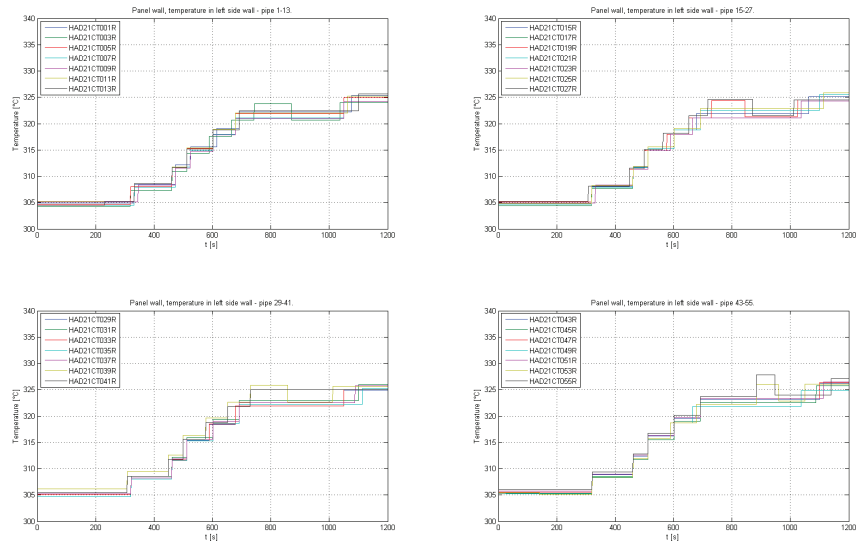 Panel wall, temperature in left side wall - pipe 1-13.
340
335
330
325
320
315
310
305
300
Temperature [°C]
HAD21CT001R
HAD21CT003R
HAD21CT005R
HAD21CT007R
HAD21CT009R
HAD21CT011R
HAD21CT013R
0 200 400 600 800 1000 1200
t [s]
Panel wall, temperature in left side wall - pipe 15-27.
340
335
330
325
320
315
310
305
300
Temperature [°C]
HAD21CT015R
HAD21CT017R
HAD21CT019R
HAD21CT021R
HAD21CT023R
HAD21CT025R
HAD21CT027R
0 200 400 600 800 1000 1200
t [s]
Panel wall, temperature in left side wall - pipe 29-41.
340
335
330
325
320
315
310
305
300
Temperature [°C]
HAD21CT029R
HAD21CT031R
HAD21CT033R
HAD21CT035R
HAD21CT037R
HAD21CT039R
HAD21CT041R
0 200 400 600 800 1000 1200
t [s]
Panel wall, temperature in left side wall - pipe 43-55.
340
335
330
325
320
315
310
305
300
Temperature [°C]
HAD21CT043R
HAD21CT045R
HAD21CT047R
HAD21CT049R
HAD21CT051R
HAD21CT053R
HAD21CT055R
0 200 400 600 800 1000 1200
t [s]